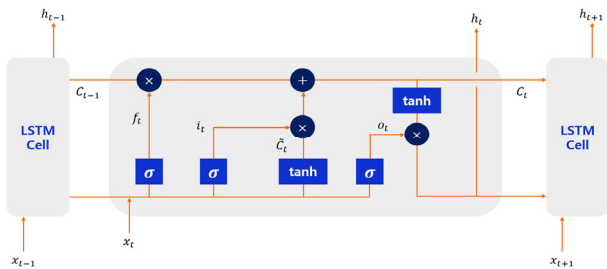 h_{t-1}
h_t
h_{t+1}
×
+
C_{t-1}
tanh
C_t
f_t
i_t
×
o_t
×
LSTM
Cell
C̃_t
LSTM
Cell
σ
σ
tanh
σ
x_t
x_{t-1}
x_{t+1}